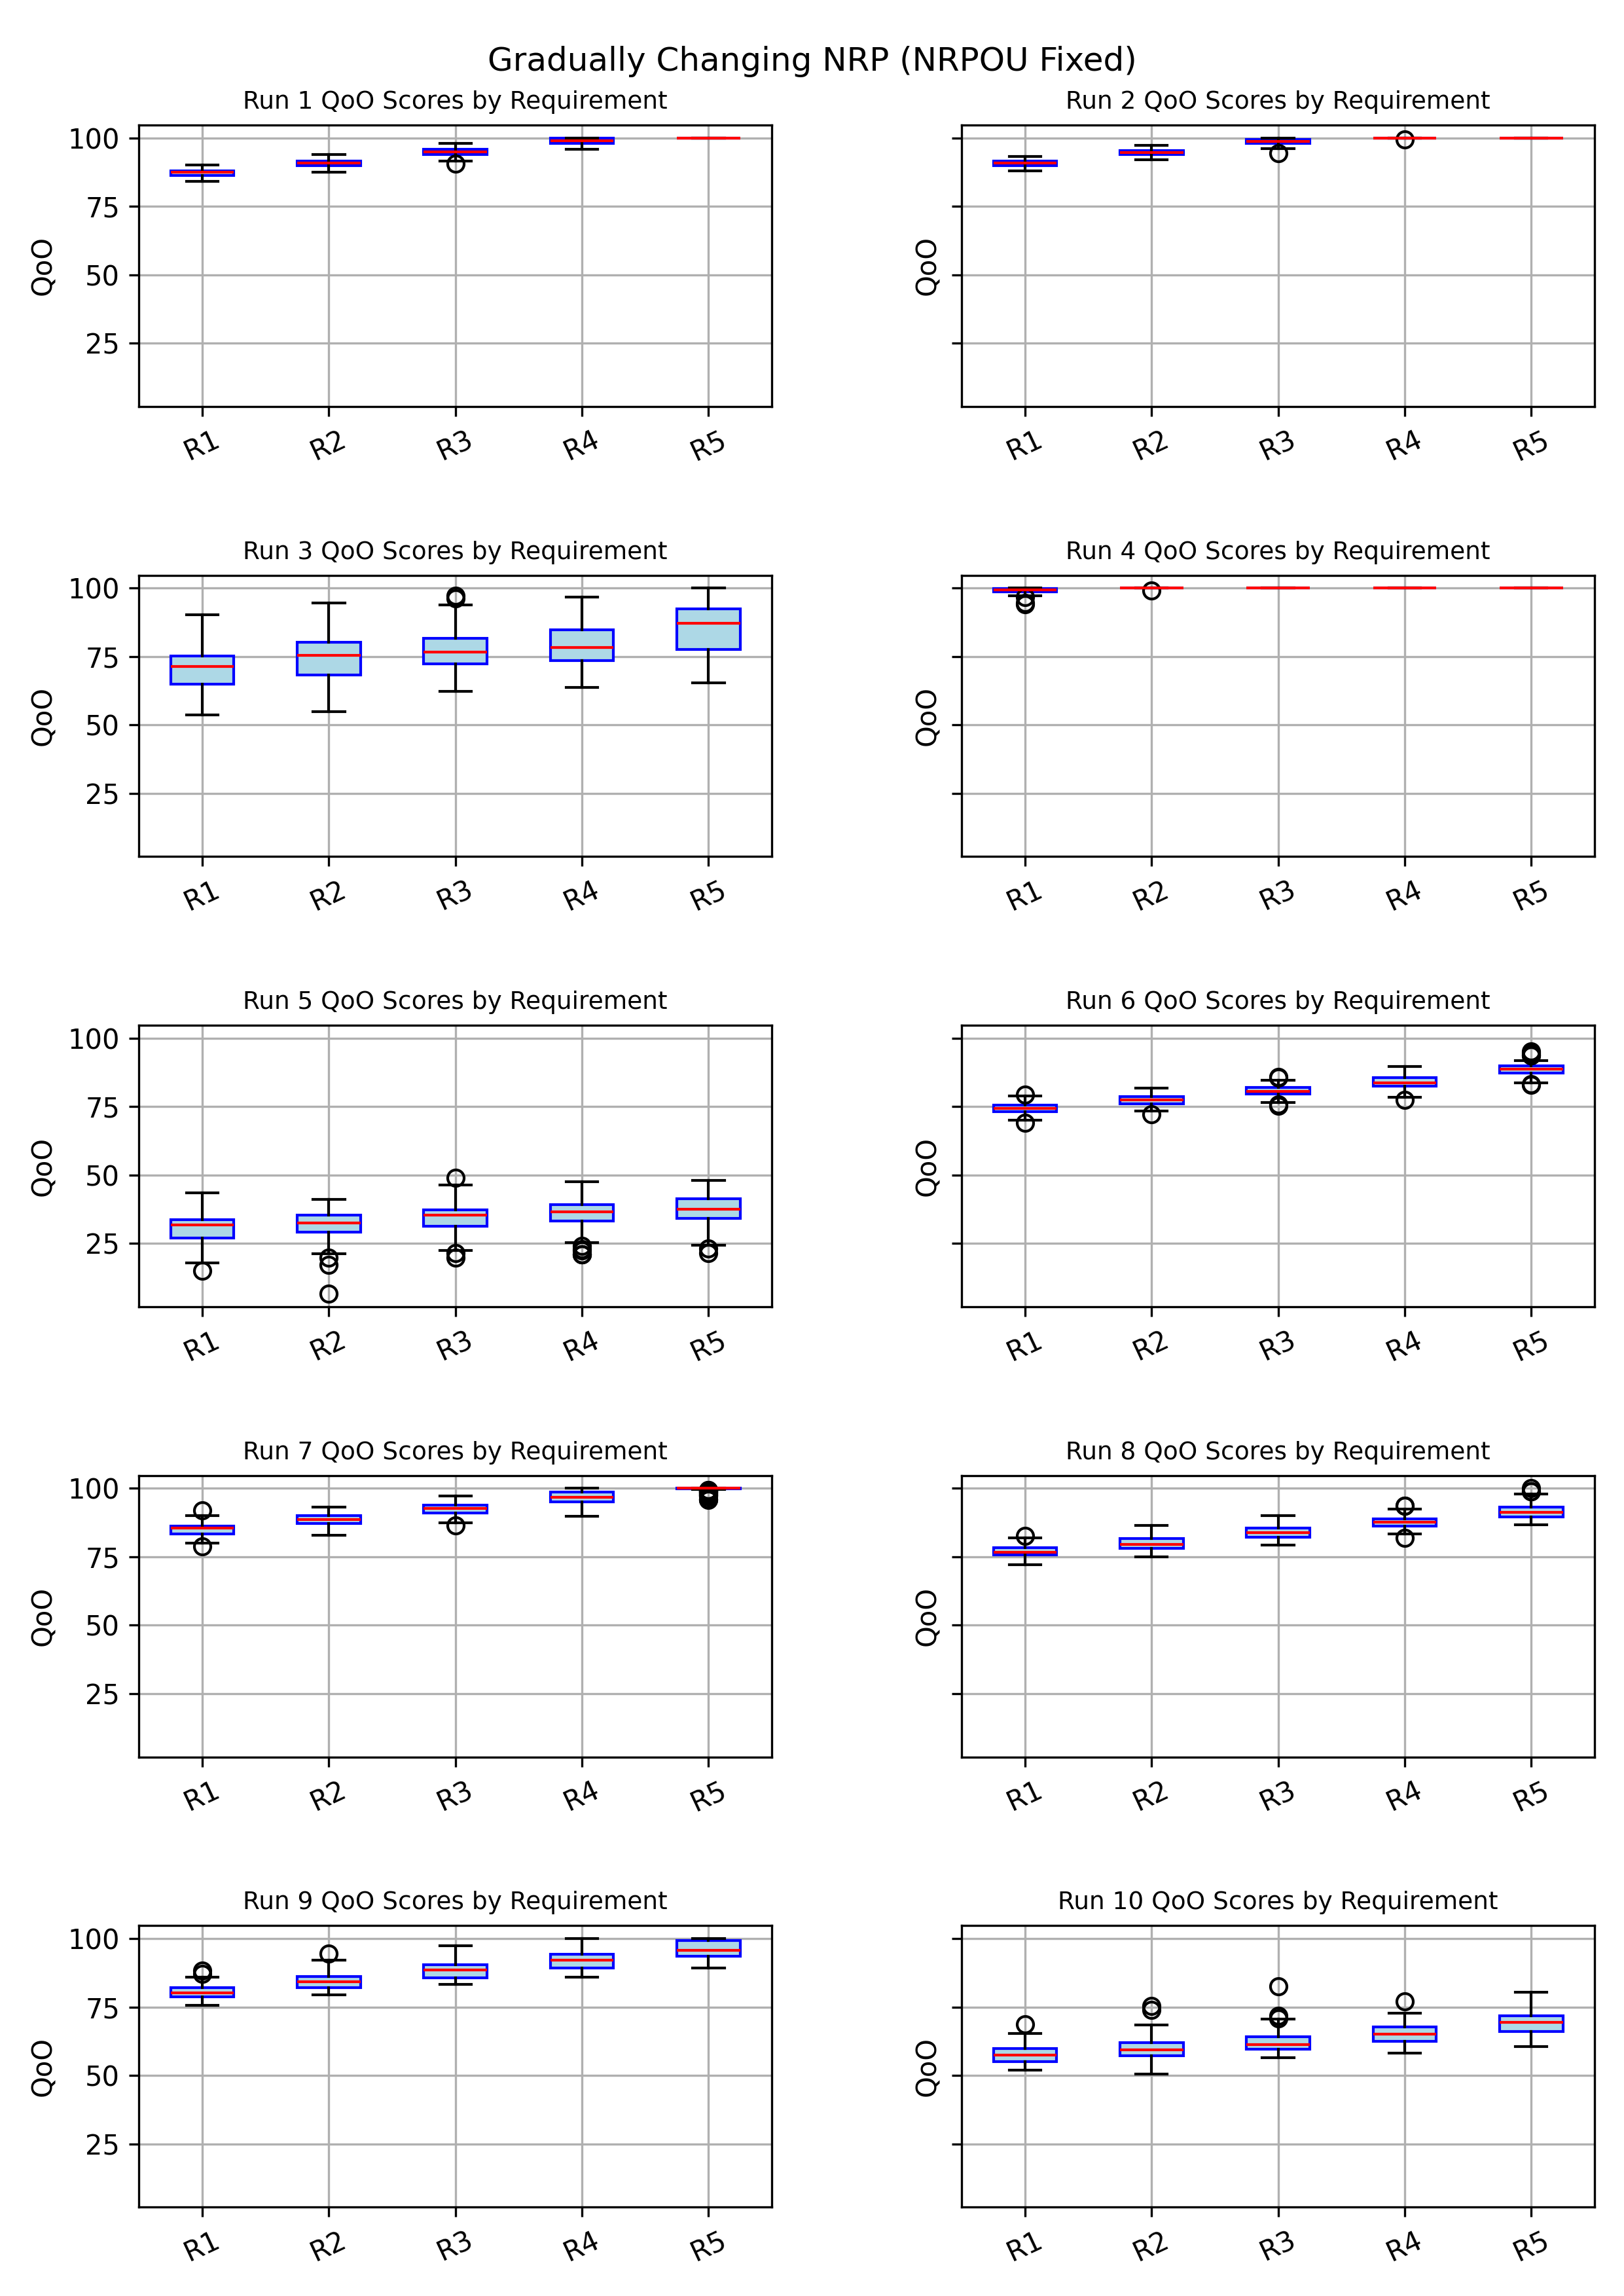 Gradually Changing NRP (NRPOU Fixed)
Run 1 QoO Scores by Requirement
QoO
100
75
50
25
R1 R2 R3 R4 R5
Run 2 QoO Scores by Requirement
QoO
R1 R2 R3 R4 R5
Run 3 QoO Scores by Requirement
QoO
100
75
50
25
R1 R2 R3 R4 R5
Run 4 QoO Scores by Requirement
QoO
R1 R2 R3 R4 R5
Run 5 QoO Scores by Requirement
QoO
100
75
50
25
R1 R2 R3 R4 R5
Run 6 QoO Scores by Requirement
QoO
R1 R2 R3 R4 R5
Run 7 QoO Scores by Requirement
QoO
100
75
50
25
R1 R2 R3 R4 R5
Run 8 QoO Scores by Requirement
QoO
R1 R2 R3 R4 R5
Run 9 QoO Scores by Requirement
QoO
100
75
50
25
R1 R2 R3 R4 R5
Run 10 QoO Scores by Requirement
QoO
R1 R2 R3 R4 R5